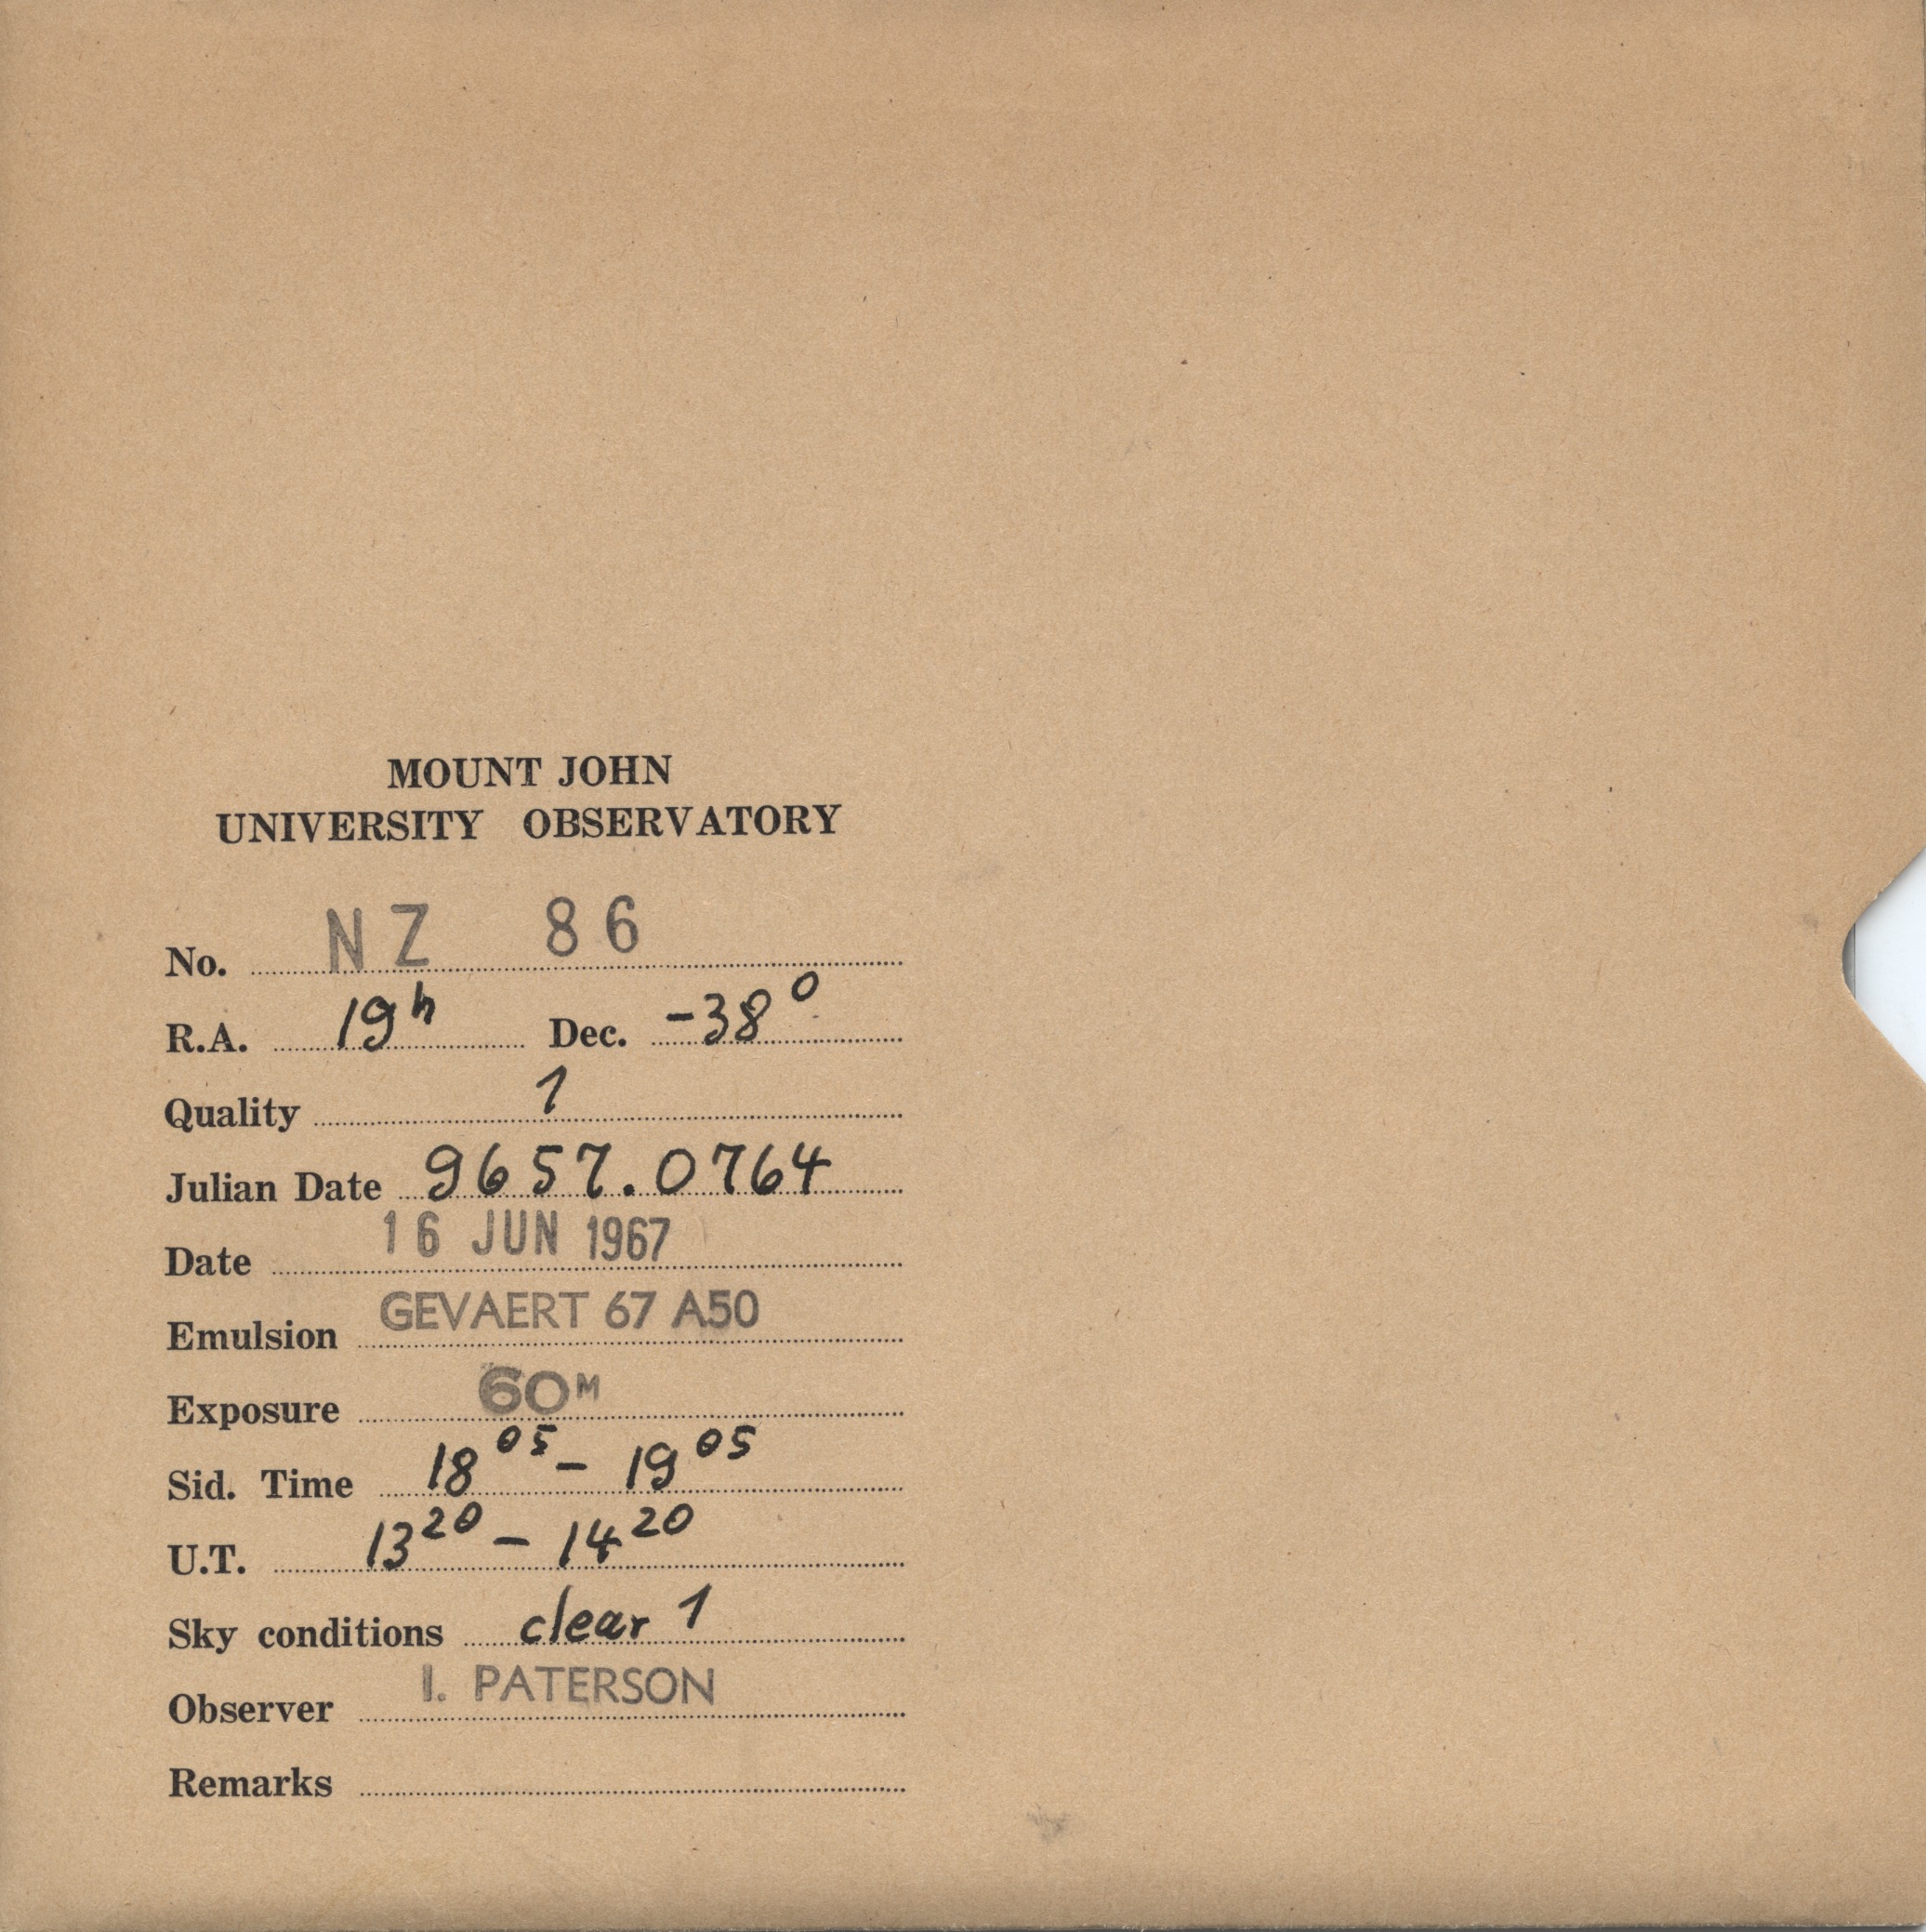 MOUNT JOHN
UNIVERSITY OBSERVATORY
No. NZ 86
R.A. 19h Dec. -38°
Quality 1
Julian Date 9657.0764
Date 16 JUN 1967
Emulsion GEVAERT 67 A50
Exposure 60M
Sid. Time 18 05 - 19 05
U.T. 13 20 - 14 20
Sky conditions clear 1
Observer I. PATERSON
Remarks